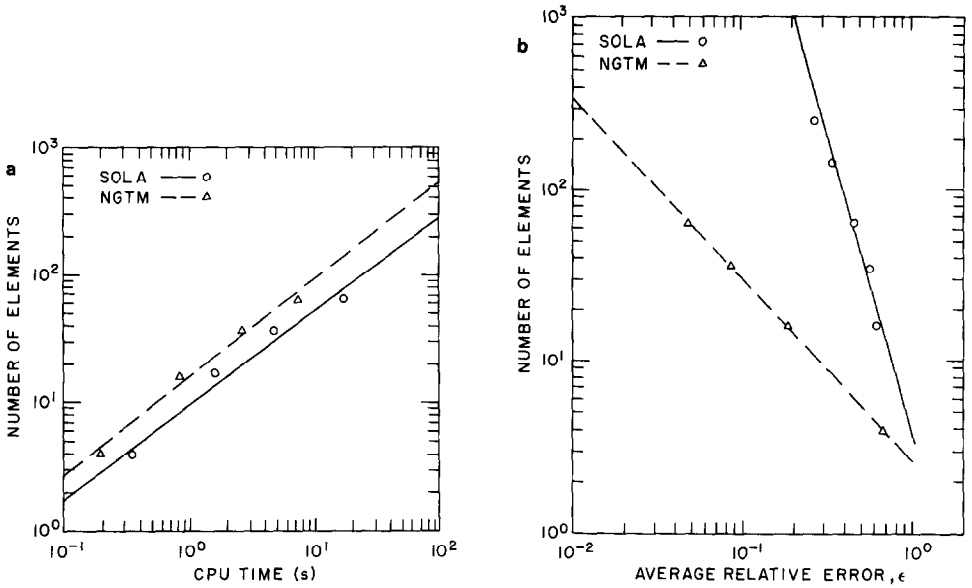 a
SOLA
NGTM
NUMBER OF ELEMENTS
10³
10²
10¹
10⁰
10⁻¹
10⁰
10¹
10²
CPU TIME (s)
b
SOLA
NGTM
NUMBER OF ELEMENTS
10³
10²
10¹
10⁰
10⁻²
10⁻¹
10⁰
AVERAGE RELATIVE ERROR, ϵ